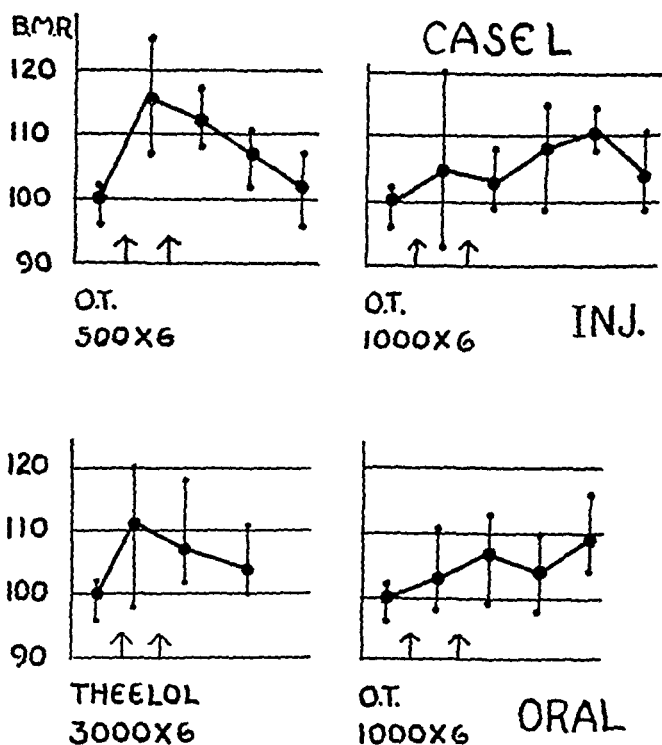 B.M.R
CASE L
120
110
100
90
O.T.
500X6
O.T.
1000X6
INJ.
120
110
100
90
THEELOL
3000X6
O.T.
1000X6
ORAL